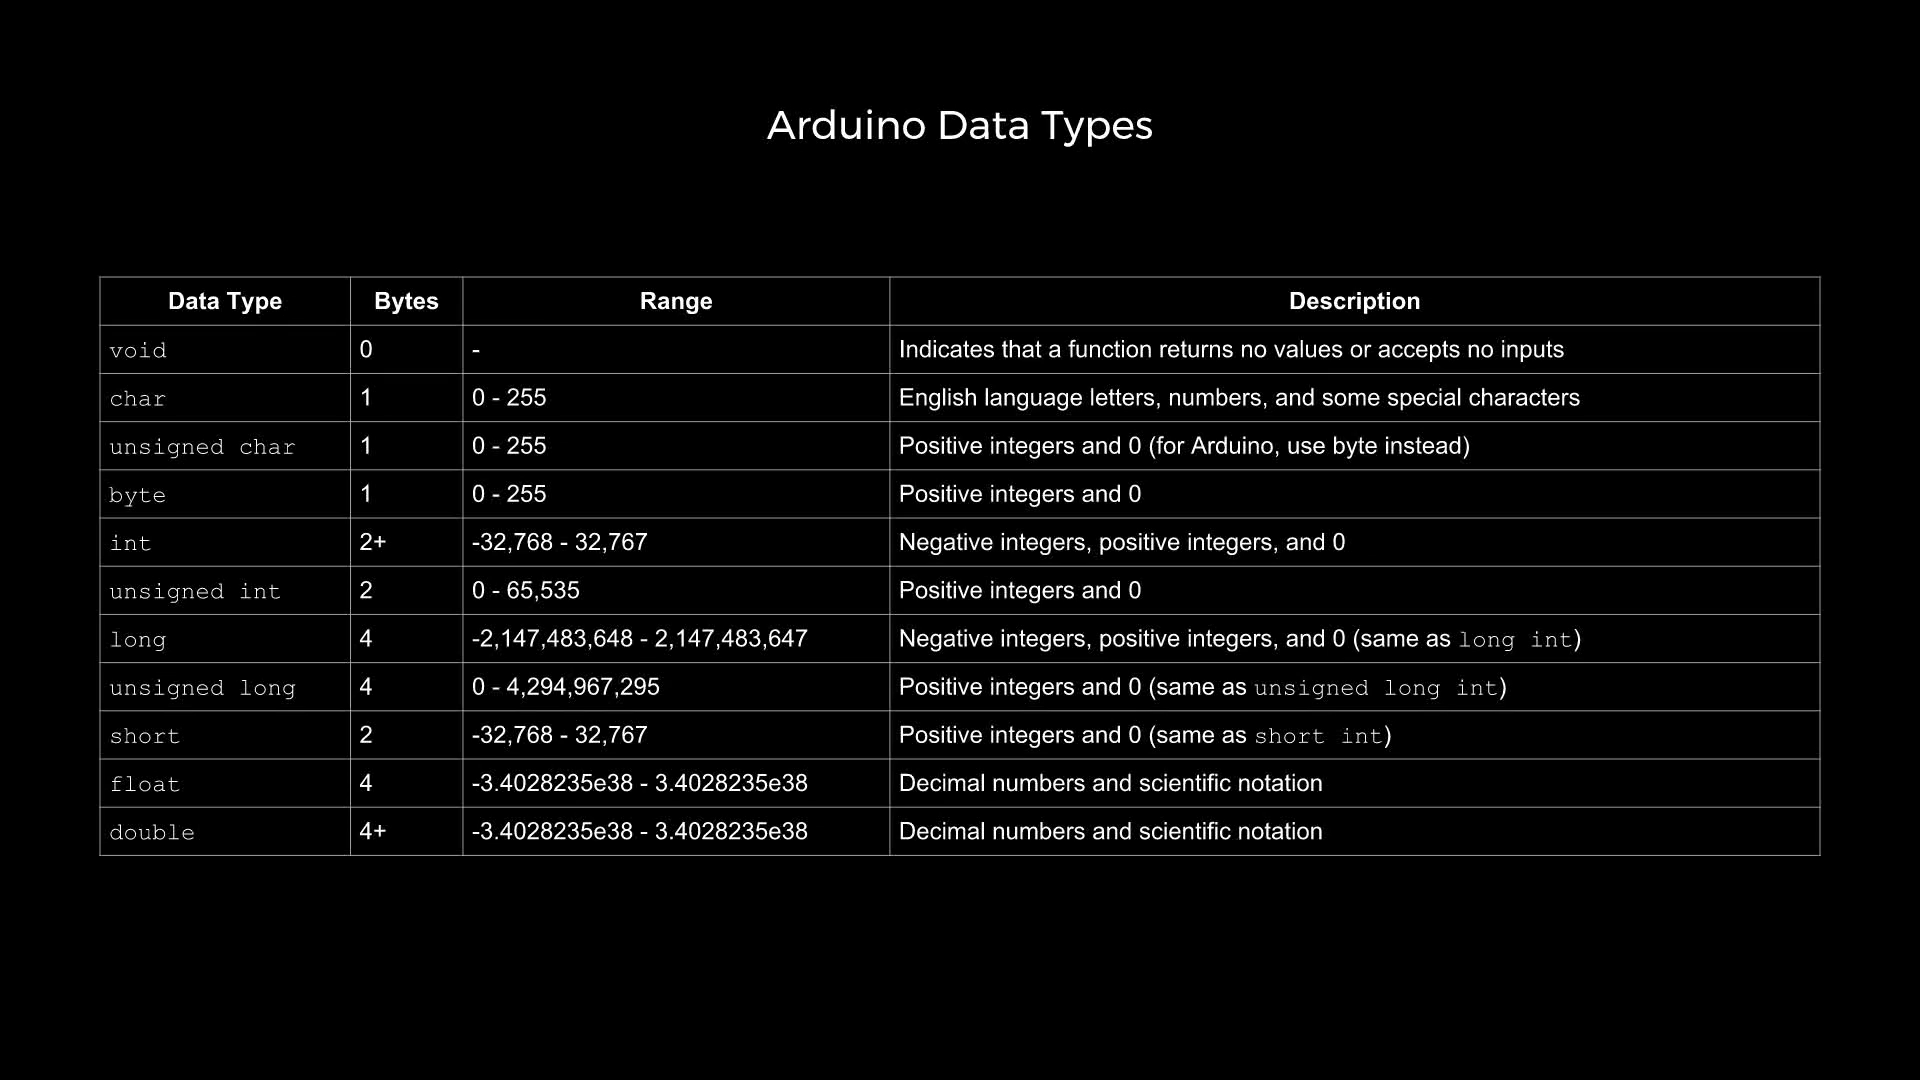 Arduino Data Types
Data Type Bytes Range Description
void 0 - Indicates that a function returns no values or accepts no inputs
char 1 0 - 255 English language letters, numbers, and some special characters
unsigned char 1 0 - 255 Positive integers and 0 (for Arduino, use byte instead)
byte 1 0 - 255 Positive integers and 0
int 2+ -32,768 - 32,767 Negative integers, positive integers, and 0
unsigned int 2 0 - 65,535 Positive integers and 0
long 4 -2,147,483,648 - 2,147,483,647 Negative integers, positive integers, and 0 (same as long int)
unsigned long 4 0 - 4,294,967,295 Positive integers and 0 (same as unsigned long int)
short 2 -32,768 - 32,767 Positive integers and 0 (same as short int)
float 4 -3.4028235e38 - 3.4028235e38 Decimal numbers and scientific notation
double 4+ -3.4028235e38 - 3.4028235e38 Decimal numbers and scientific notation